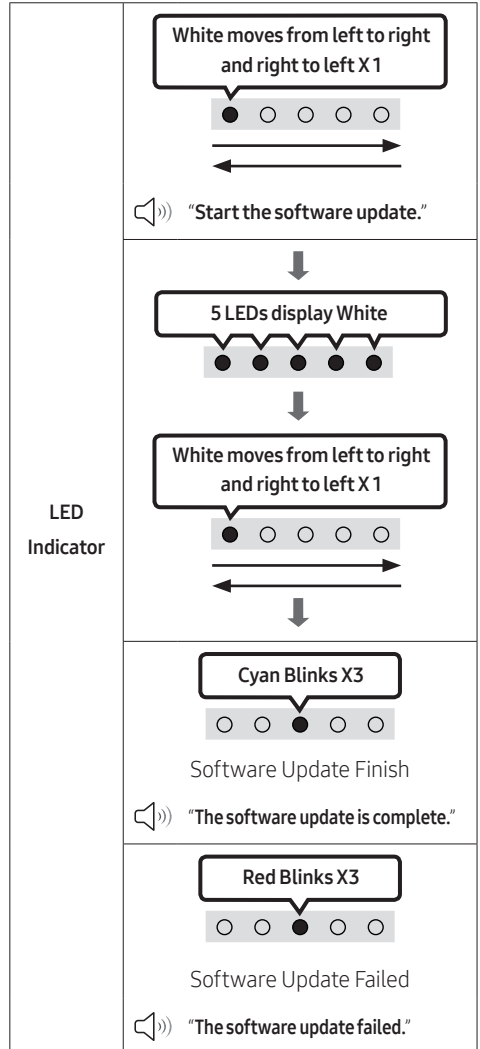 White moves from left to right
and right to left X 1
“Start the software update.”
5 LEDs display White
White moves from left to right
and right to left X 1
LED
Indicator
Cyan Blinks X3
Software Update Finish
“The software update is complete.”
Red Blinks X3
Software Update Failed
“The software update failed.”